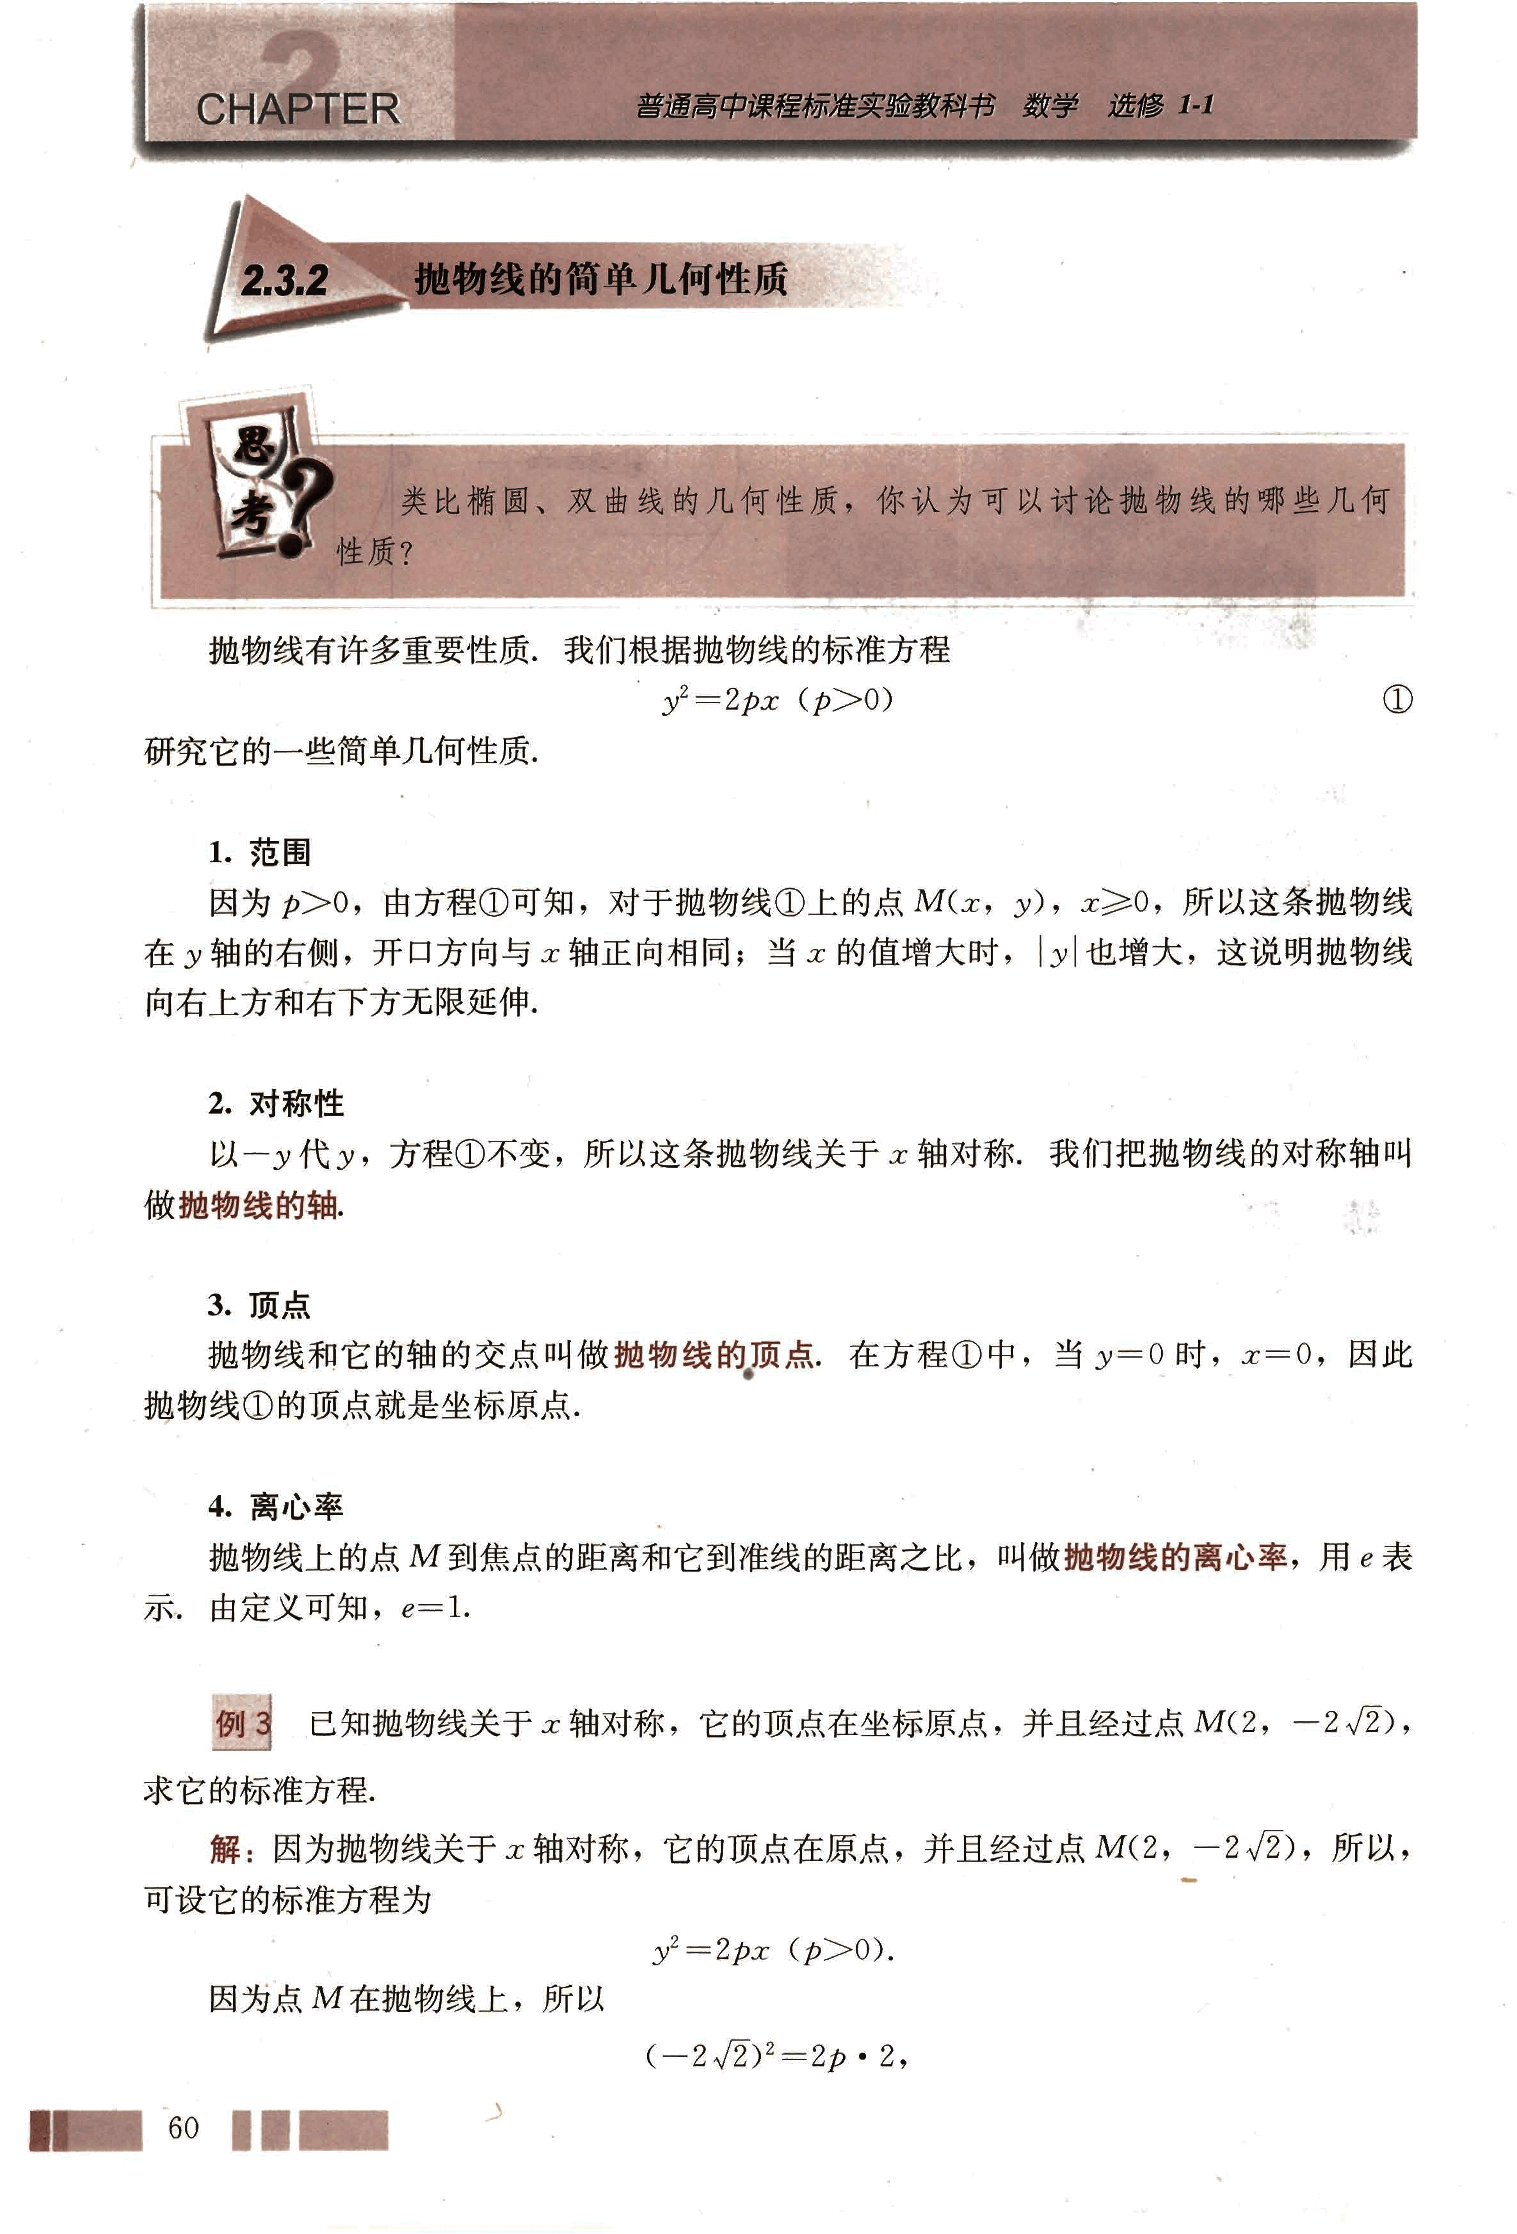 2
CHAPTER
普通高中课程标准实验教科书 数学 选修 1-1
2.3.2 抛物线的简单几何性质
思考?
类比椭圆、双曲线的几何性质，你认为可以讨论抛物线的哪些几何
性质？
抛物线有许多重要性质．我们根据抛物线的标准方程
y²＝2px（p＞0） ①
研究它的一些简单几何性质．
1. 范围
因为 p＞0，由方程①可知，对于抛物线①上的点 M(x，y)，x≥0，所以这条抛物线
在 y 轴的右侧，开口方向与 x 轴正向相同；当 x 的值增大时，|y|也增大，这说明抛物线
向右上方和右下方无限延伸．
2. 对称性
以－y代y，方程①不变，所以这条抛物线关于 x 轴对称．我们把抛物线的对称轴叫
做抛物线的轴．
3. 顶点
抛物线和它的轴的交点叫做抛物线的顶点．在方程①中，当 y＝0 时，x＝0，因此
抛物线①的顶点就是坐标原点．
4. 离心率
抛物线上的点 M 到焦点的距离和它到准线的距离之比，叫做抛物线的离心率，用 e 表
示．由定义可知，e＝1．
例 3 已知抛物线关于 x 轴对称，它的顶点在坐标原点，并且经过点 M(2，－2√2)，
求它的标准方程．
解：因为抛物线关于 x 轴对称，它的顶点在原点，并且经过点 M(2，－2√2)，所以，
可设它的标准方程为
y²＝2px（p＞0）．
因为点 M 在抛物线上，所以
(－2√2)²＝2p·2，
60